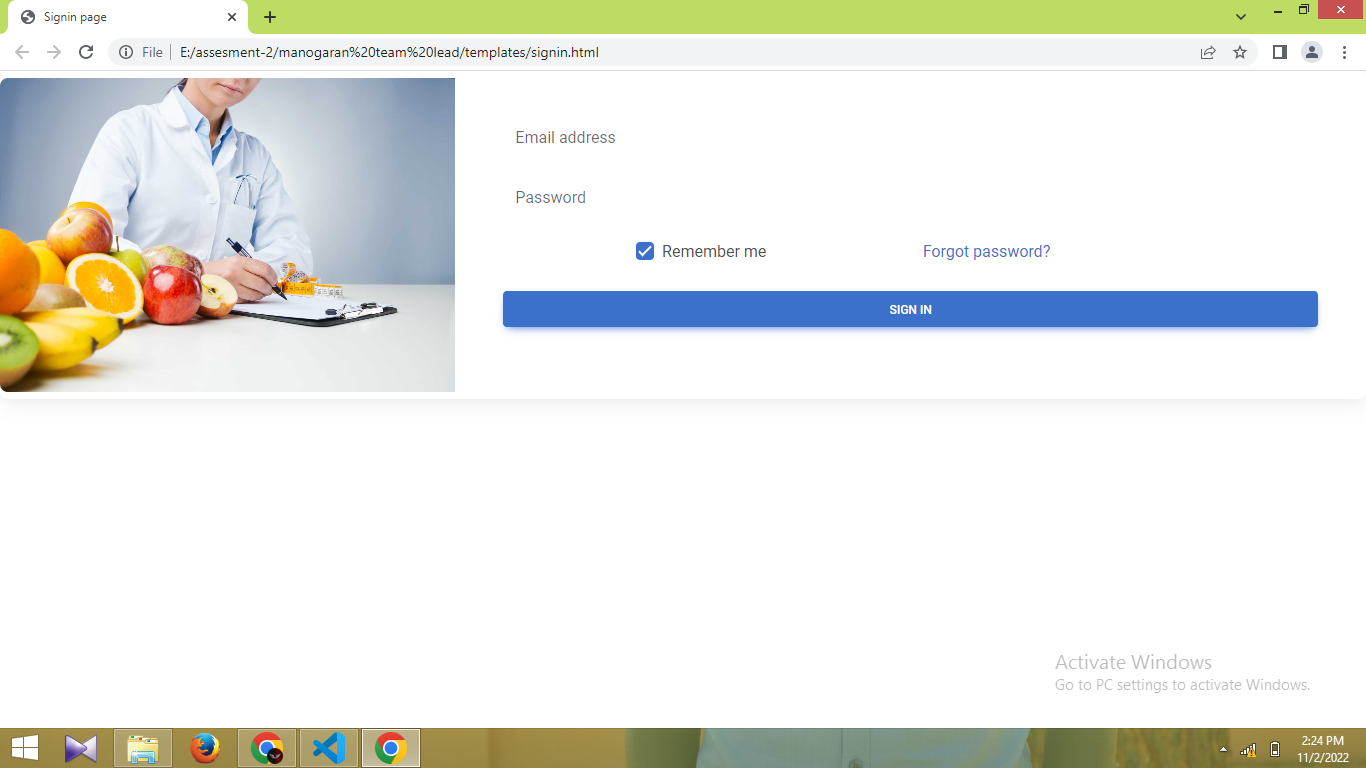 Signin page
File
E:/assesment-2/manogaran%20team%20lead/templates/signin.html
Email address
Password
Remember me
Forgot password?
SIGN IN
Activate Windows
Go to PC settings to activate Windows.
2:24 PM
11/2/2022